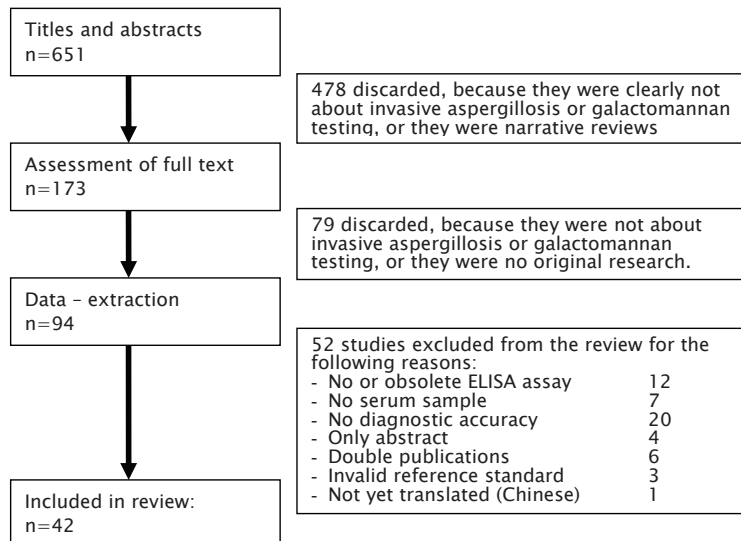 Titles and abstracts
n=651
478 discarded, because they were clearly not
about invasive aspergillosis or galactomannan
testing, or they were narrative reviews
Assessment of full text
n=173
79 discarded, because they were not about
invasive aspergillosis or galactomannan
testing, or they were no original research.
Data – extraction
n=94
52 studies excluded from the review for the
following reasons:
- No or obsolete ELISA assay 12
- No serum sample 7
- No diagnostic accuracy 20
- Only abstract 4
- Double publications 6
- Invalid reference standard 3
- Not yet translated (Chinese) 1
Included in review:
n=42